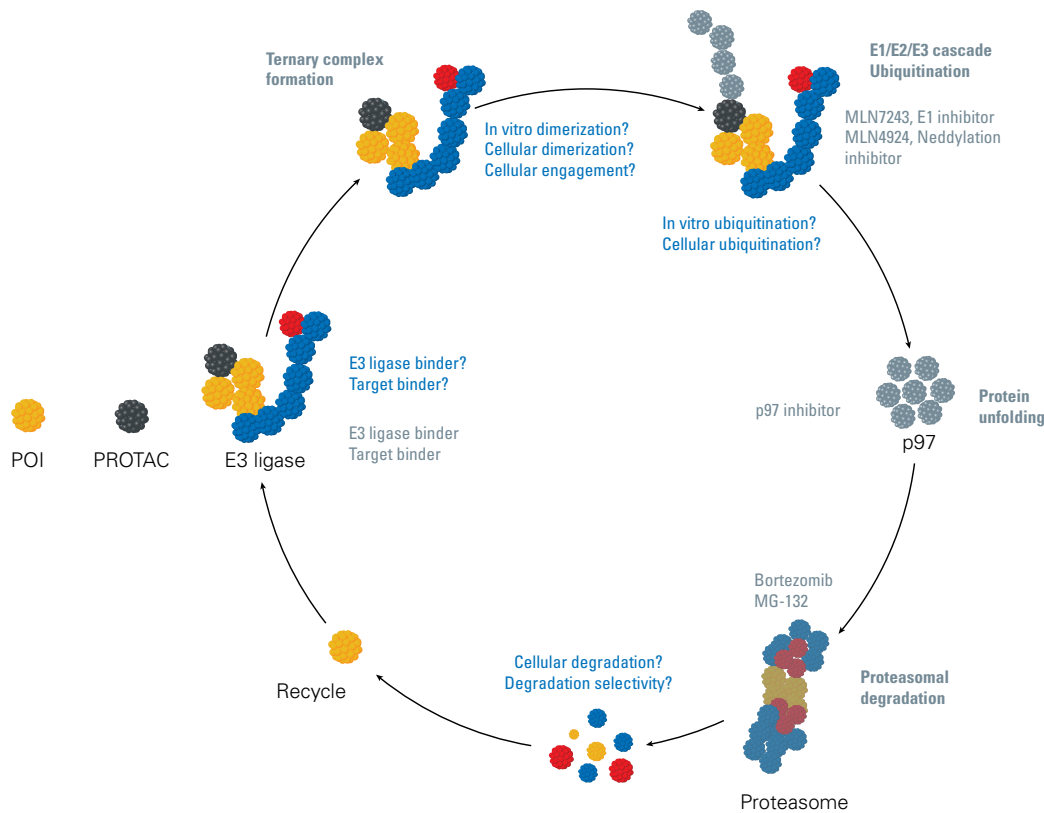 Ternary complex
formation
In vitro dimerization?
Cellular dimerization?
Cellular engagement?
E1/E2/E3 cascade
Ubiquitination
MLN7243, E1 inhibitor
MLN4924, Neddylation
inhibitor
In vitro ubiquitination?
Cellular ubiquitination?
POI
PROTAC
E3 ligase
E3 ligase binder?
Target binder?
E3 ligase binder
Target binder
p97 inhibitor
p97
Protein
unfolding
Bortezomib
MG-132
Proteasomal
degradation
Proteasome
Cellular degradation?
Degradation selectivity?
Recycle